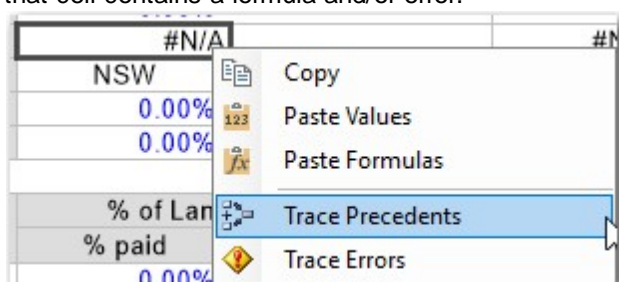 that cell contains a formula and/or error.
#N/A
NSW
Copy
0.00%
Paste Values
0.00%
Paste Formulas
% of Lan
Trace Precedents
% paid
Trace Errors
0.00%